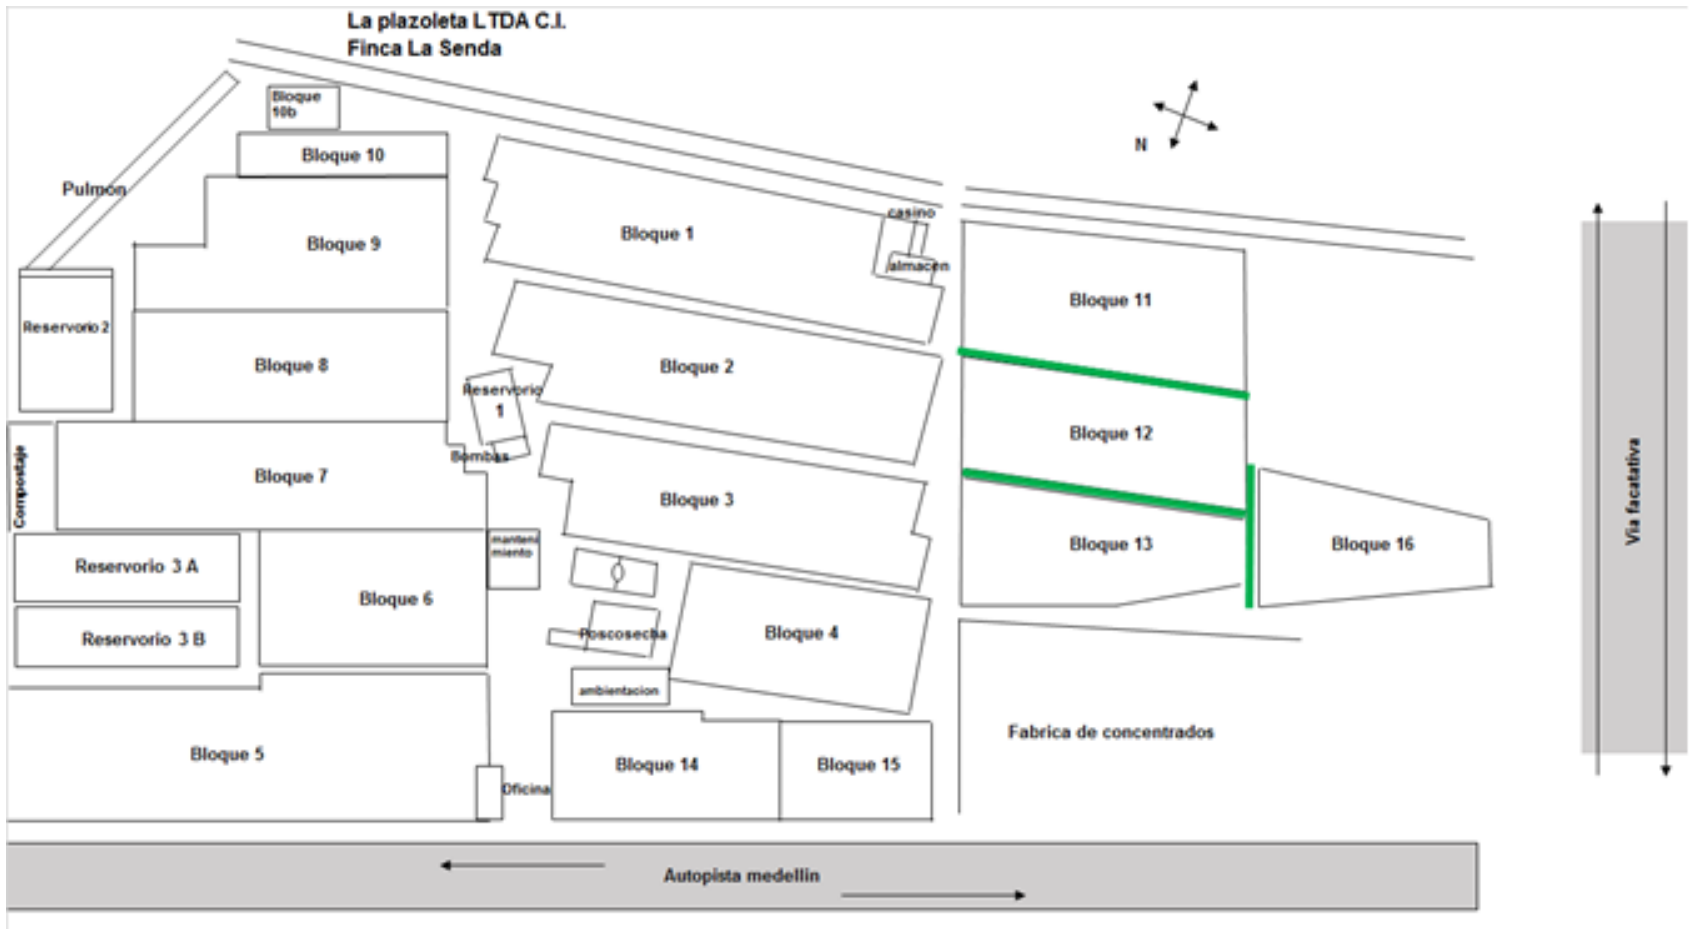 La plazoleta LTDA C.I.
Finca La Senda
Bloque
10b
Bloque 10
Pulmon
Bloque 9
Bloque 1
casino
almacen
N
Bloque 11
Reservorio 2
Bloque 8
Bloque 2
Reservorio
1
Bombas
Bloque 12
Via facatativa
Compostaje
Bloque 7
Bloque 3
Bloque 13
Bloque 16
manteni
miento
Reservorio 3 A
Bloque 6
Reservorio 3 B
Poscosecha
Bloque 4
ambientacion
Bloque 5
Oficina
Bloque 14
Bloque 15
Fabrica de concentrados
Autopista medellin